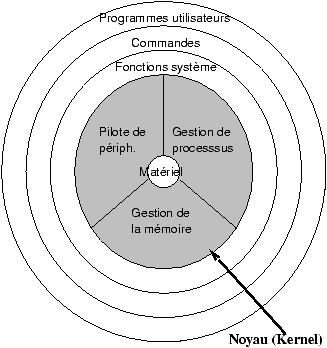 Programmes utilisateurs
Commandes
Fonctions système
Pilote de
périph.
Gestion de
processsus
Matériel
Gestion de
la mémoire
Noyau (Kernel)